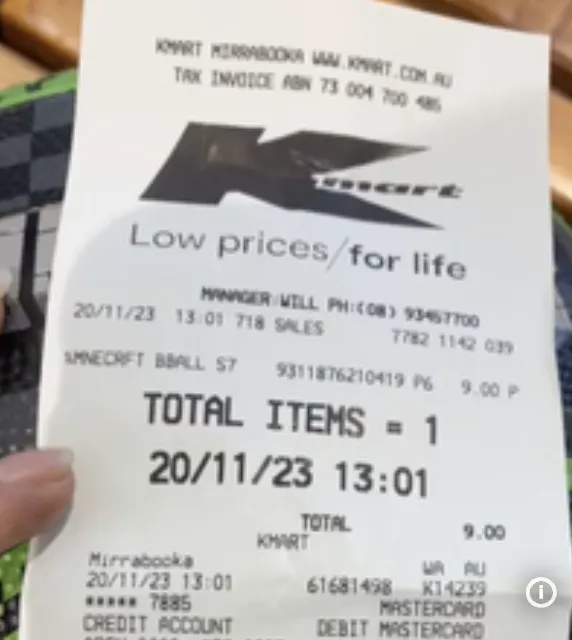 KMART MIRRABOOKA WWW.KMART.COM.AU
TAX INVOICE ABN 73 004 700 485
Kmart
Low prices/for life
MANAGER:WILL PH:(08) 93457700
20/11/23 13:01 718 SALES 7782 1142 039
%MNECRFT BBALL S7 9311876210419 P6 9.00 P
TOTAL ITEMS = 1
20/11/23 13:01
TOTAL 9.00
KMART
Mirrabooka WA AU
20/11/23 13:01 61681498 K14239
***** 7885 MASTERCARD
CREDIT ACCOUNT DEBIT MASTERCARD